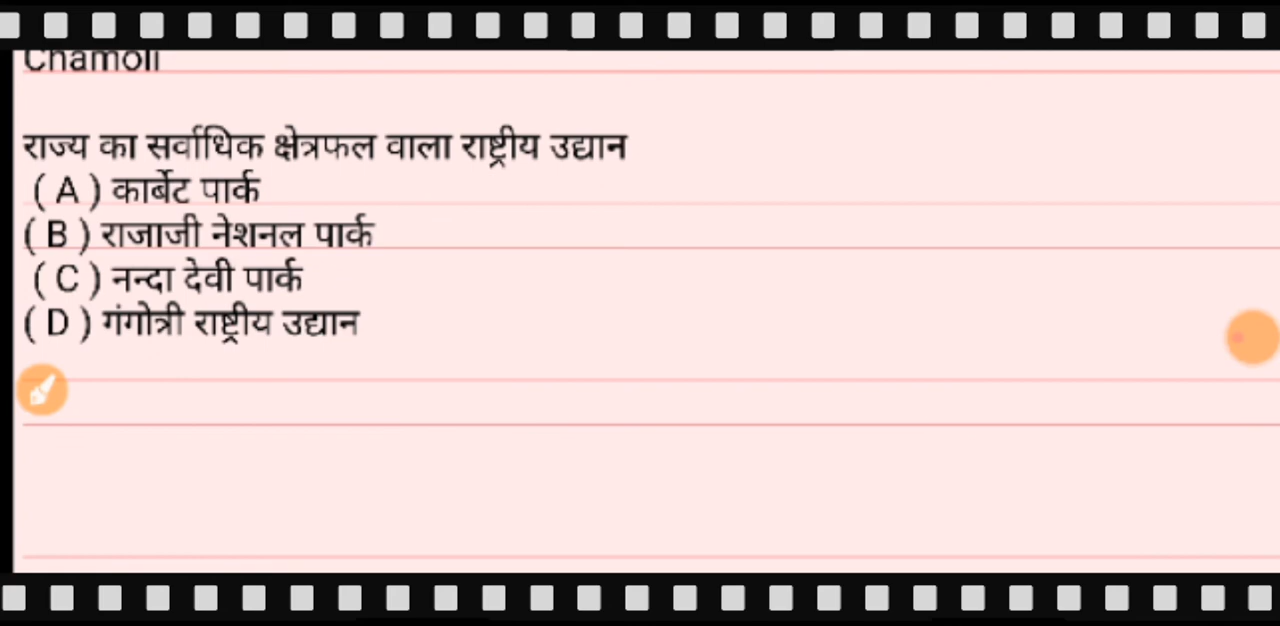 Chamoli
राज्य का सर्वाधिक क्षेत्रफल वाला राष्ट्रीय उद्यान
( A ) कार्बेट पार्क
( B ) राजाजी नेशनल पार्क
( C ) नन्दा देवी पार्क
( D ) गंगोत्री राष्ट्रीय उद्यान